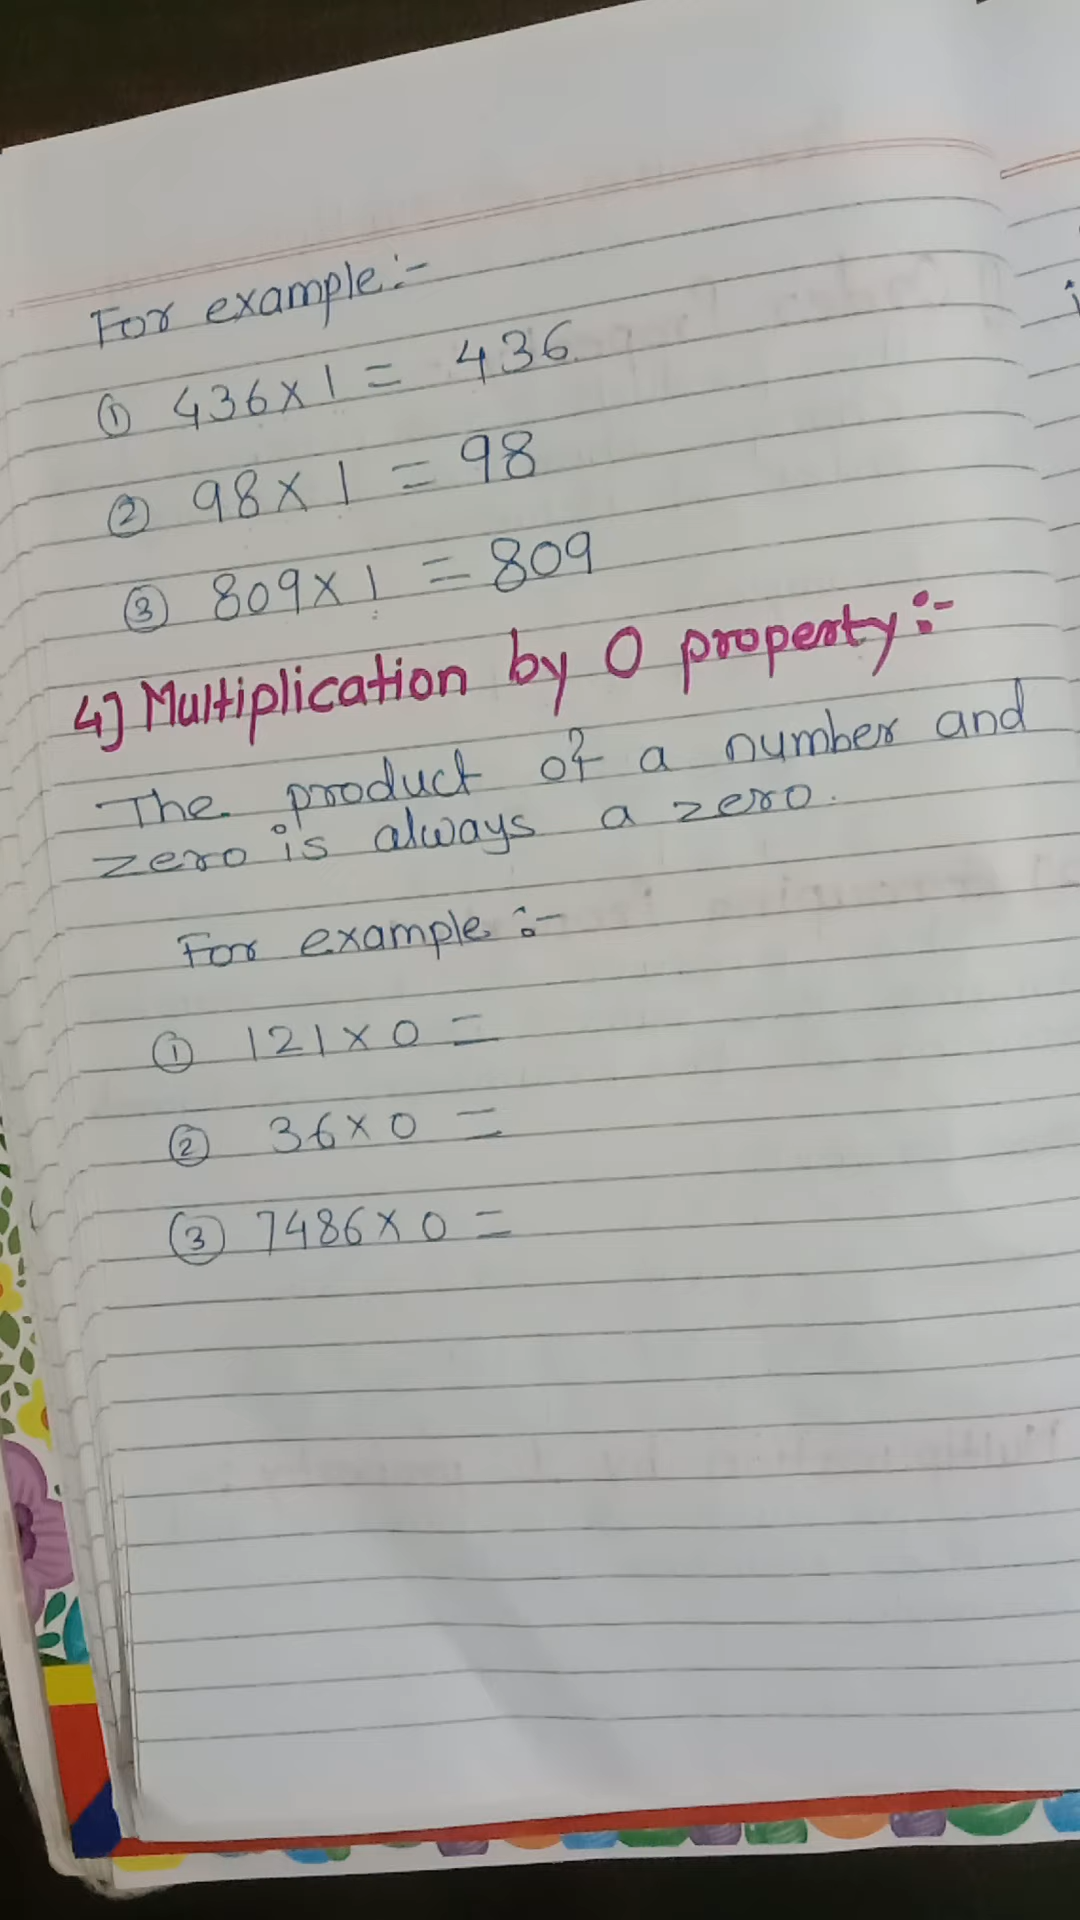 For example:-
① 436 × 1 = 436
② 98 × 1 = 98
③ 809 × 1 = 809
4] Multiplication by 0 property:-
The product of a number and
zero is always a zero.
For example:-
① 121 × 0 =
② 36 × 0 =
③ 7486 × 0 =